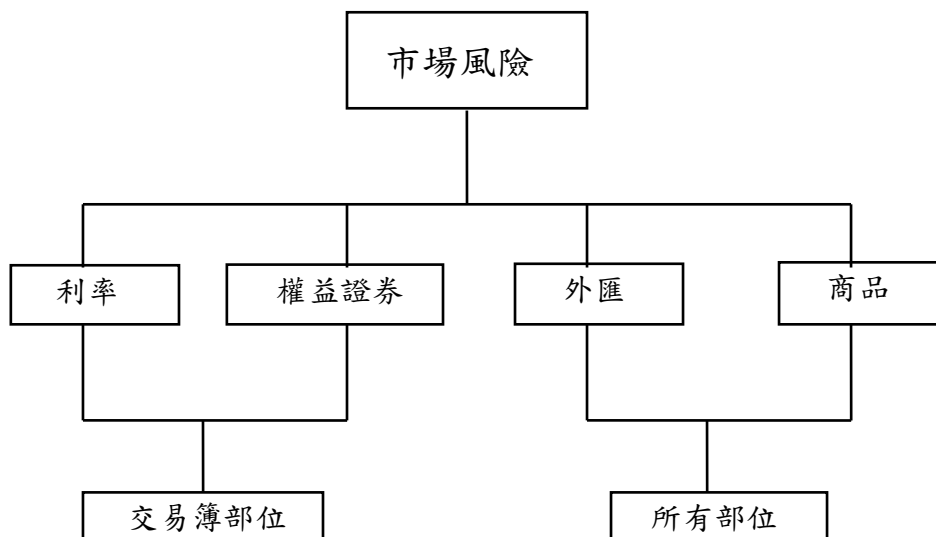 市場風險
利率
權益證券
外匯
商品
交易簿部位
所有部位